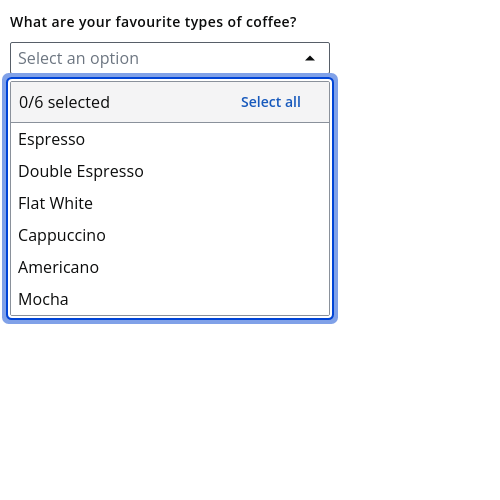 What are your favourite types of coffee?
Select an option
0/6 selected Select all
Espresso
Double Espresso
Flat White
Cappuccino
Americano
Mocha